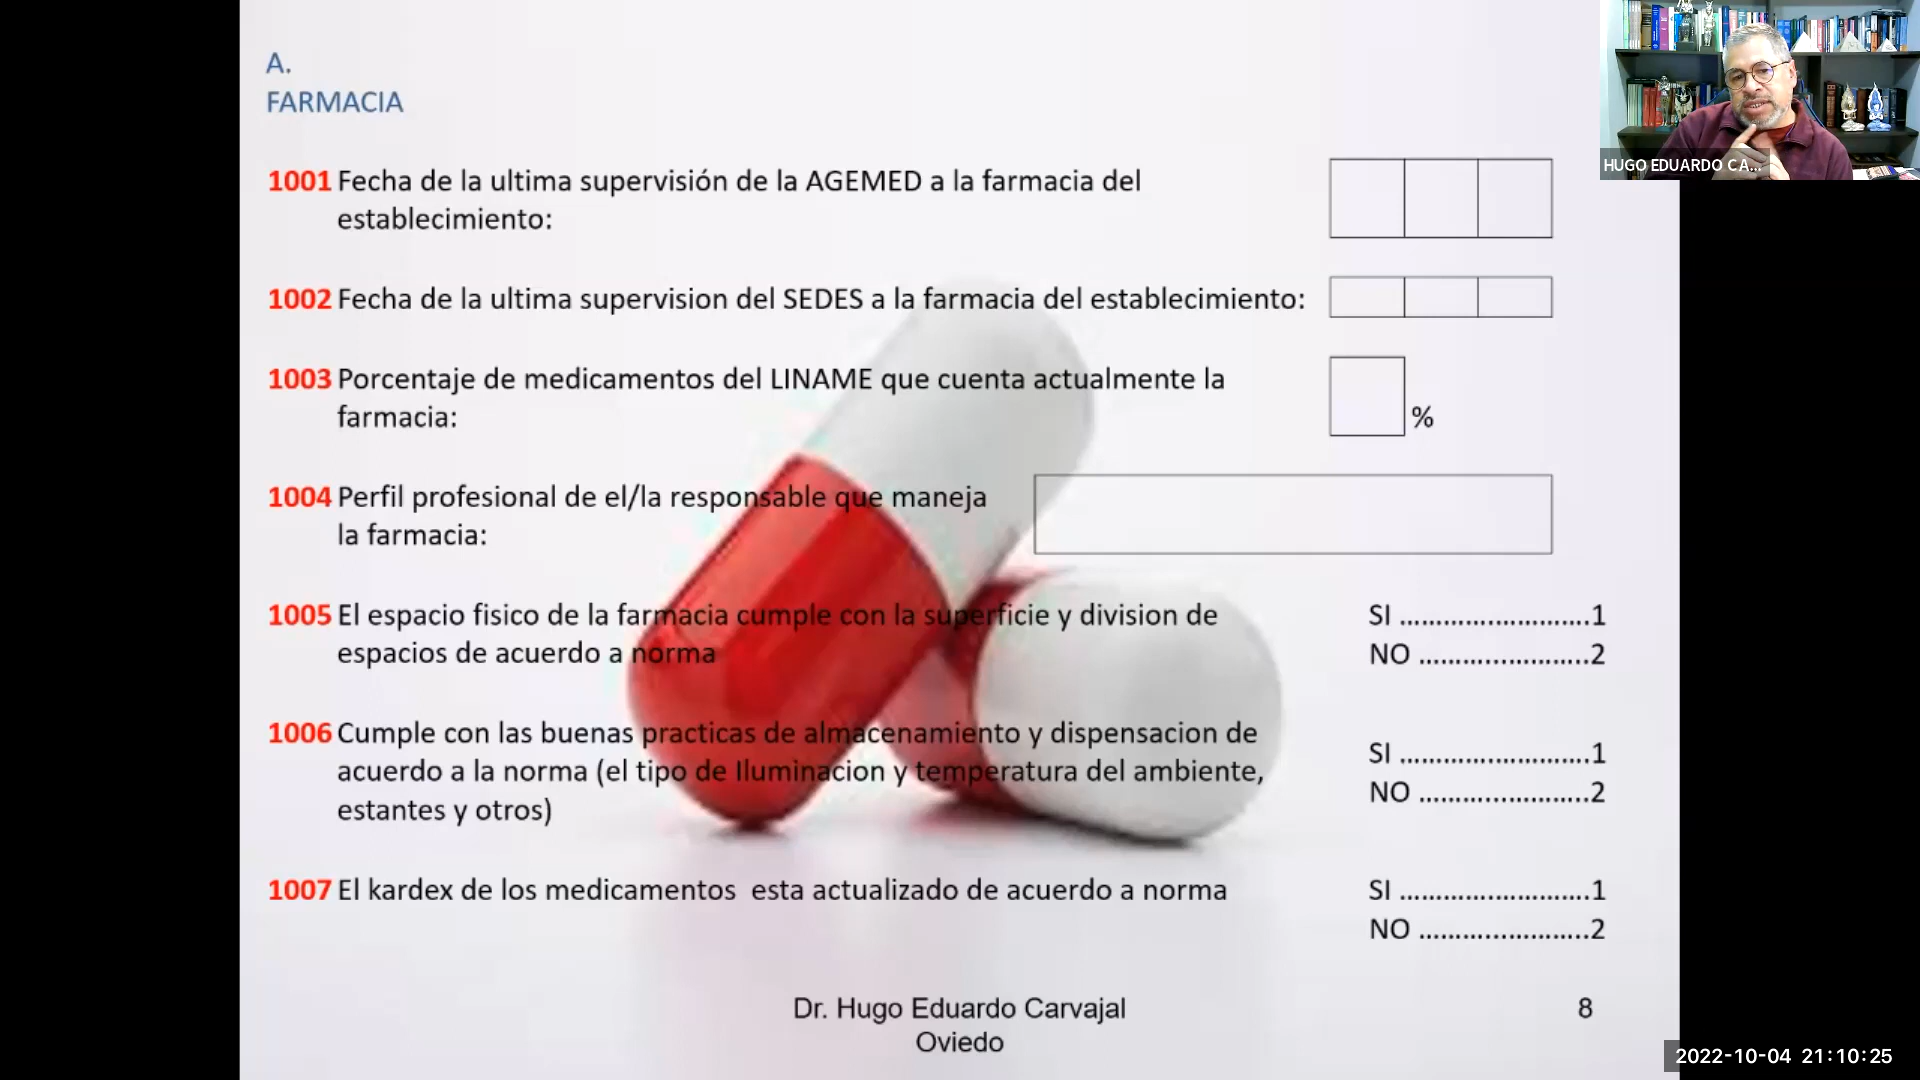 A.
FARMACIA
1001 Fecha de la ultima supervisión de la AGEMED a la farmacia del
establecimiento:
1002 Fecha de la ultima supervision del SEDES a la farmacia del establecimiento:
1003 Porcentaje de medicamentos del LINAME que cuenta actualmente la
farmacia:
%
1004 Perfil profesional de el/la responsable que maneja
la farmacia:
1005 El espacio fisico de la farmacia cumple con la superficie y division de
espacios de acuerdo a norma
SI ........................1
NO ......................2
1006 Cumple con las buenas practicas de almacenamiento y dispensacion de
acuerdo a la norma (el tipo de Iluminacion y temperatura del ambiente,
estantes y otros)
SI ........................1
NO ......................2
1007 El kardex de los medicamentos esta actualizado de acuerdo a norma
SI ........................1
NO ......................2
Dr. Hugo Eduardo Carvajal
Oviedo
8
HUGO EDUARDO CA...
2022-10-04 21:10:25